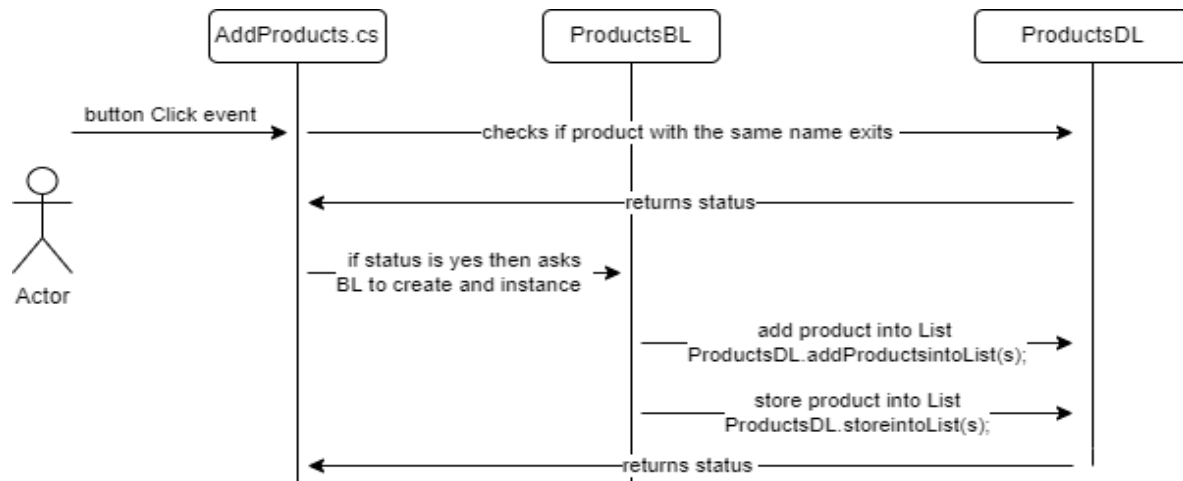 AddProducts.cs
ProductsBL
ProductsDL
button Click event
checks if product with the same name exits
returns status
if status is yes then asks
BL to create and instance
Actor
add product into List
ProductsDL.addProductsintoList(s);
store product into List
ProductsDL.storeintoList(s);
returns status